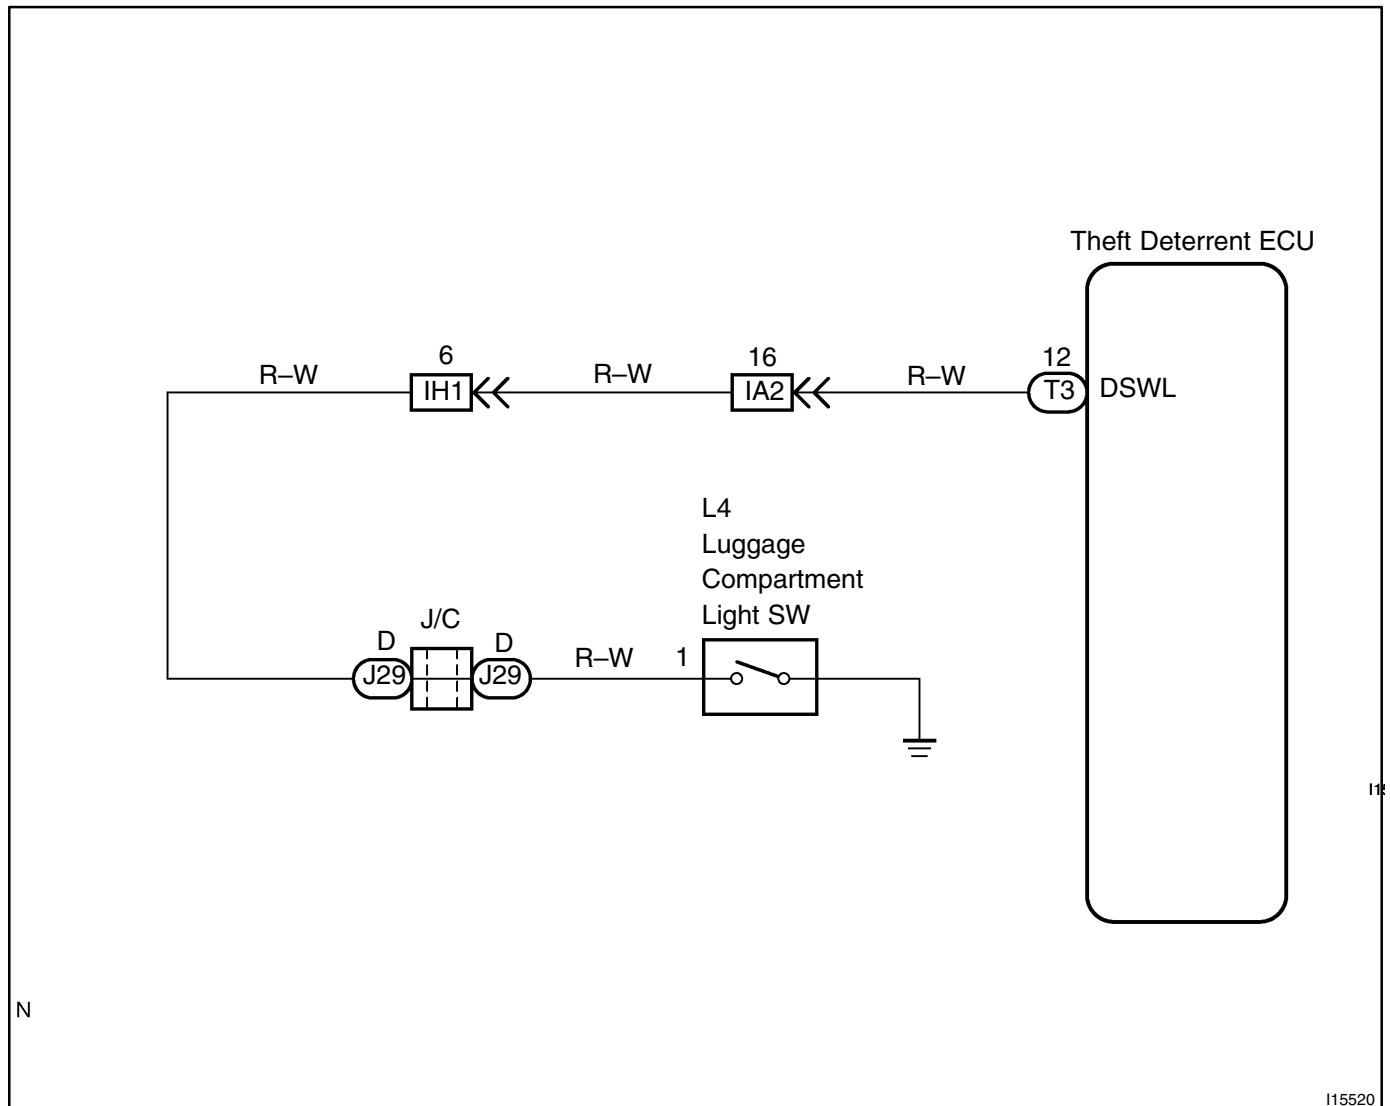 Theft Deterrent ECU
6
16
12
R–W
IH1
R–W
IA2
R–W
T3
DSWL
L4
Luggage
Compartment
Light SW
J/C
D
D
J29
J29
R–W
1
N
I15520